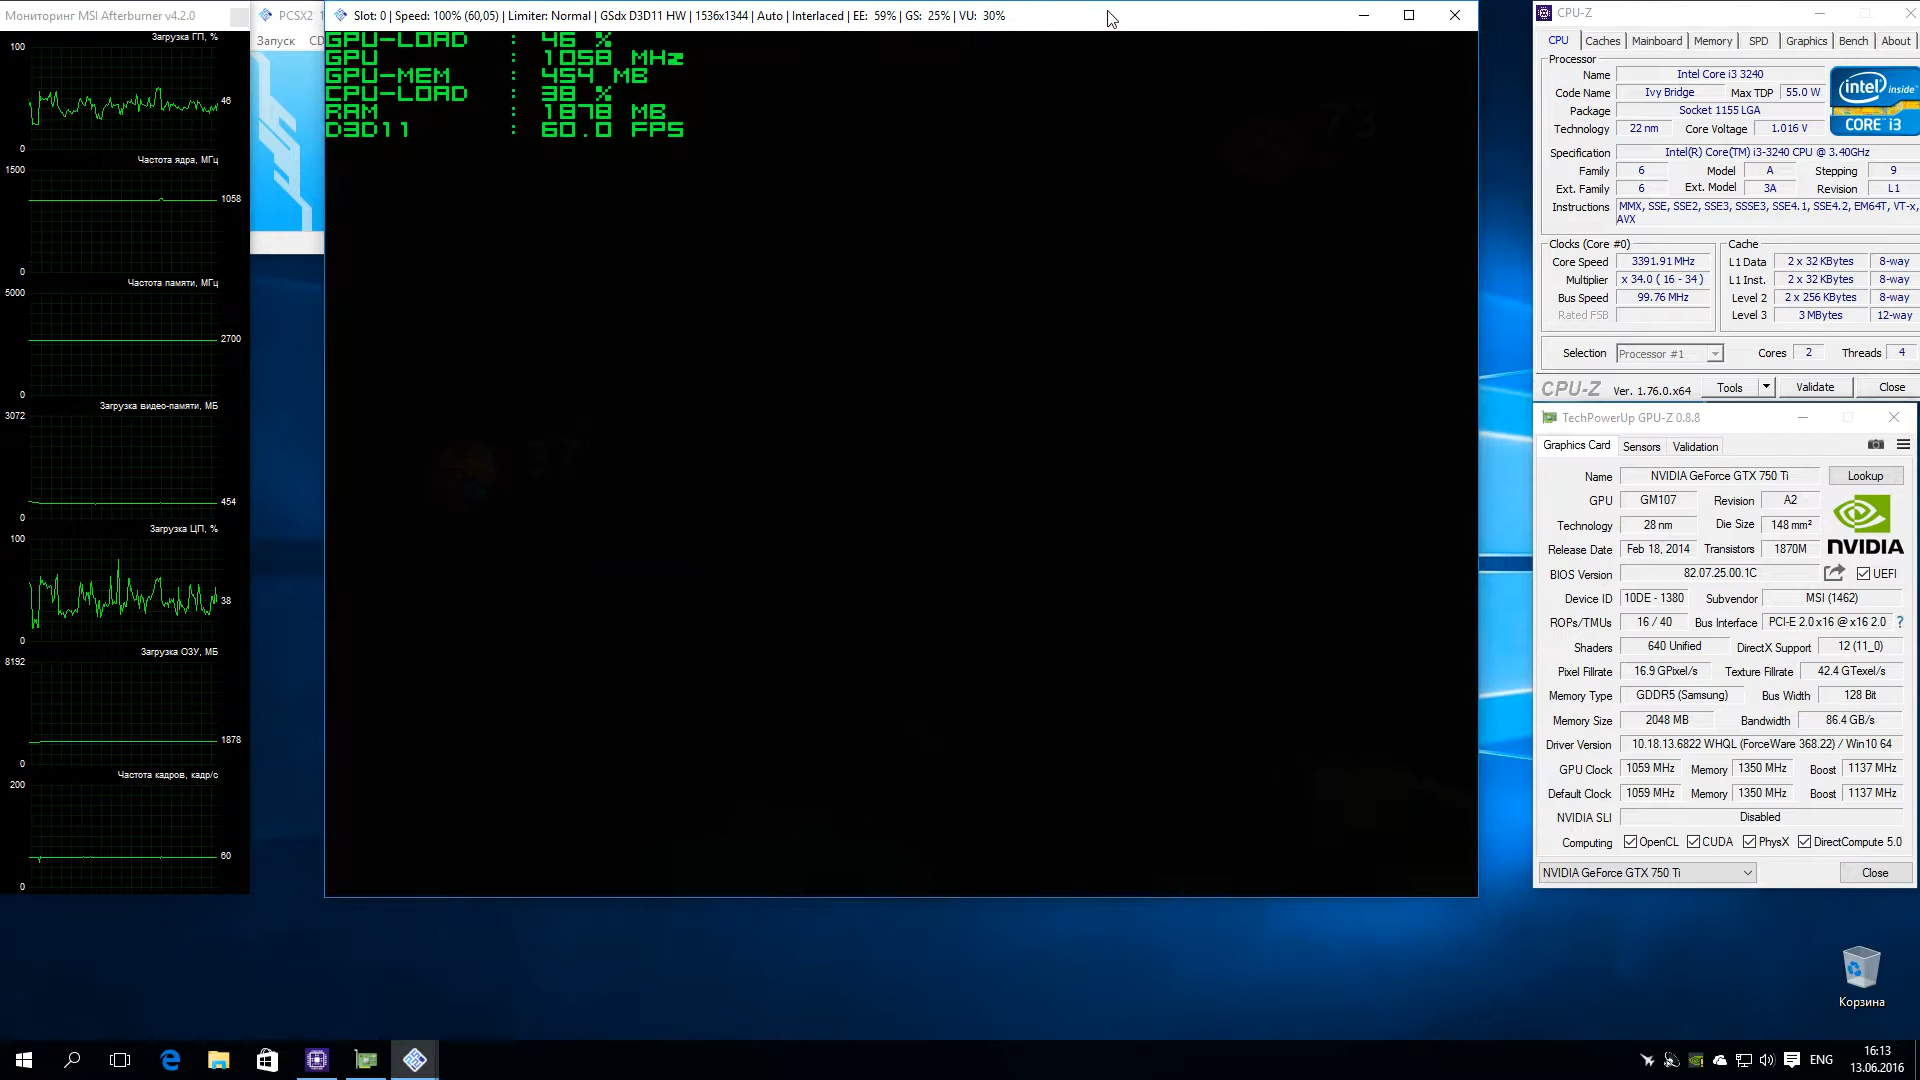 Мониторинг MSI Afterburner v4.2.0
Загрузка ГП, %
100
46
0
Частота ядра, МГц
1500
1058
0
Частота памяти, МГц
5000
2700
0
Загрузка видео-памяти, МБ
3072
454
0
Загрузка ЦП, %
100
38
0
Загрузка ОЗУ, МБ
8192
1878
0
Частота кадров, кадр/с
200
60
0
PCSX2
Запуск
Slot: 0 | Speed: 100% (60,05) | Limiter: Normal | GSdx D3D11 HW | 1536x1344 | Auto | Interlaced | EE: 59% | GS: 25% | VU: 30%
GPU-LOAD : 46 %
GPU : 1058 MHz
GPU-MEM : 454 MB
CPU-LOAD : 38 %
RAM : 1878 MB
D3D11 : 60.0 FPS
73
37
CPU-Z
CPU Caches Mainboard Memory SPD Graphics Bench About
Processor
Name Intel Core i3 3240
Code Name Ivy Bridge Max TDP 55.0 W
Package Socket 1155 LGA
Technology 22 nm Core Voltage 1.016 V
intel inside
CORE i3
Specification Intel(R) Core(TM) i3-3240 CPU @ 3.40GHz
Family 6 Model A Stepping 9
Ext. Family 6 Ext. Model 3A Revision L1
Instructions MMX, SSE, SSE2, SSE3, SSSE3, SSE4.1, SSE4.2, EM64T, VT-x,
AVX
Clocks (Core #0)
Core Speed 3391.91 MHz
Multiplier x 34.0 ( 16 - 34 )
Bus Speed 99.76 MHz
Rated FSB
Cache
L1 Data 2 x 32 KBytes 8-way
L1 Inst. 2 x 32 KBytes 8-way
Level 2 2 x 256 KBytes 8-way
Level 3 3 MBytes 12-way
Selection Processor #1 Cores 2 Threads 4
CPU-Z Ver. 1.76.0.x64 Tools Validate Close
TechPowerUp GPU-Z 0.8.8
Graphics Card Sensors Validation
Name NVIDIA GeForce GTX 750 Ti Lookup
GPU GM107 Revision A2
Technology 28 nm Die Size 148 mm²
Release Date Feb 18, 2014 Transistors 1870M
NVIDIA
BIOS Version 82.07.25.00.1C UEFI
Device ID 10DE - 1380 Subvendor MSI (1462)
ROPs/TMUs 16 / 40 Bus Interface PCI-E 2.0 x16 @ x16 2.0 ?
Shaders 640 Unified DirectX Support 12 (11_0)
Pixel Fillrate 16.9 GPixel/s Texture Fillrate 42.4 GTexel/s
Memory Type GDDR5 (Samsung) Bus Width 128 Bit
Memory Size 2048 MB Bandwidth 86.4 GB/s
Driver Version 10.18.13.6822 WHQL (ForceWare 368.22) / Win10 64
GPU Clock 1059 MHz Memory 1350 MHz Boost 1137 MHz
Default Clock 1059 MHz Memory 1350 MHz Boost 1137 MHz
NVIDIA SLI Disabled
Computing OpenCL CUDA PhysX DirectCompute 5.0
NVIDIA GeForce GTX 750 Ti Close
Корзина
ENG
16:13
13.06.2016